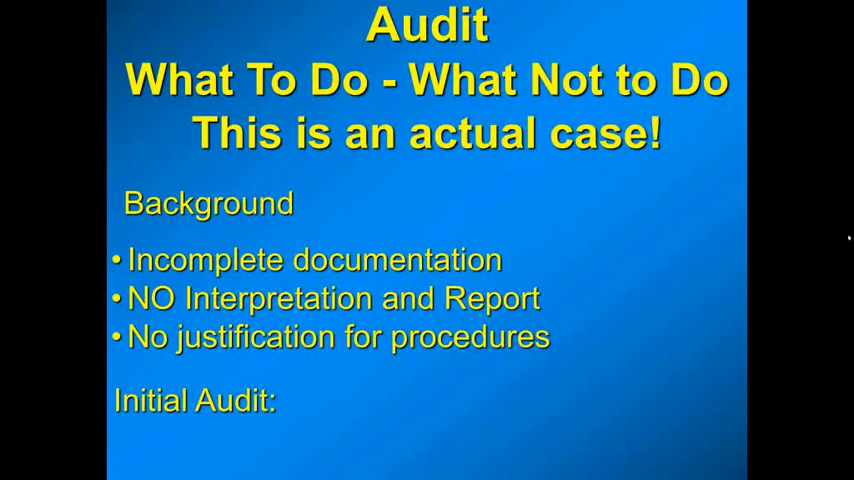 Audit
What To Do - What Not to Do
This is an actual case!
Background
• Incomplete documentation
• NO Interpretation and Report
• No justification for procedures
Initial Audit: